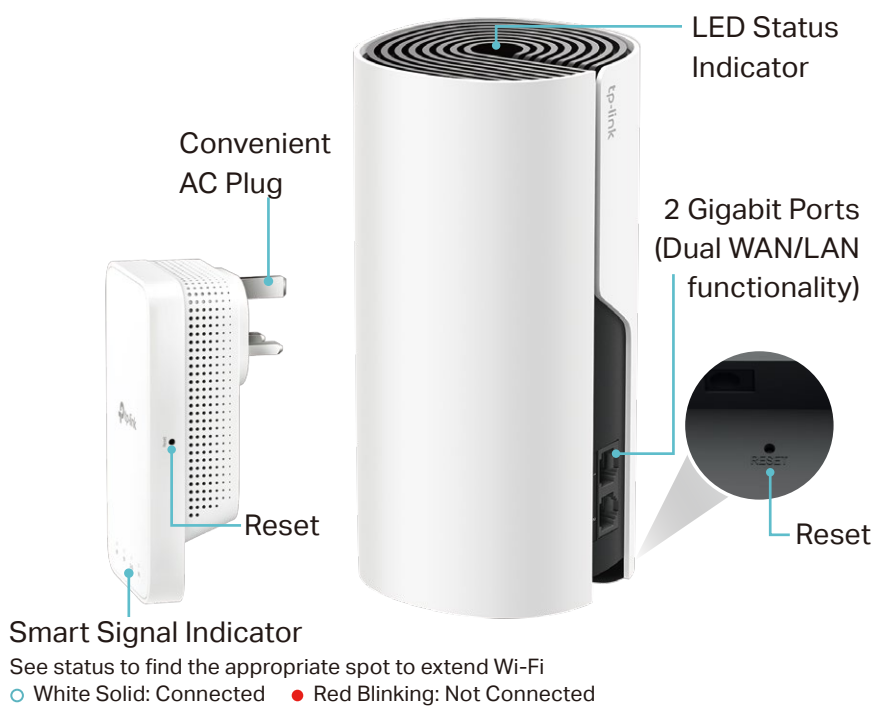 LED Status
Indicator
tp-link
Convenient
AC Plug
2 Gigabit Ports
(Dual WAN/LAN
functionality)
tp-link
RESET
Reset
Reset
Smart Signal Indicator
See status to find the appropriate spot to extend Wi-Fi
White Solid: Connected Red Blinking: Not Connected